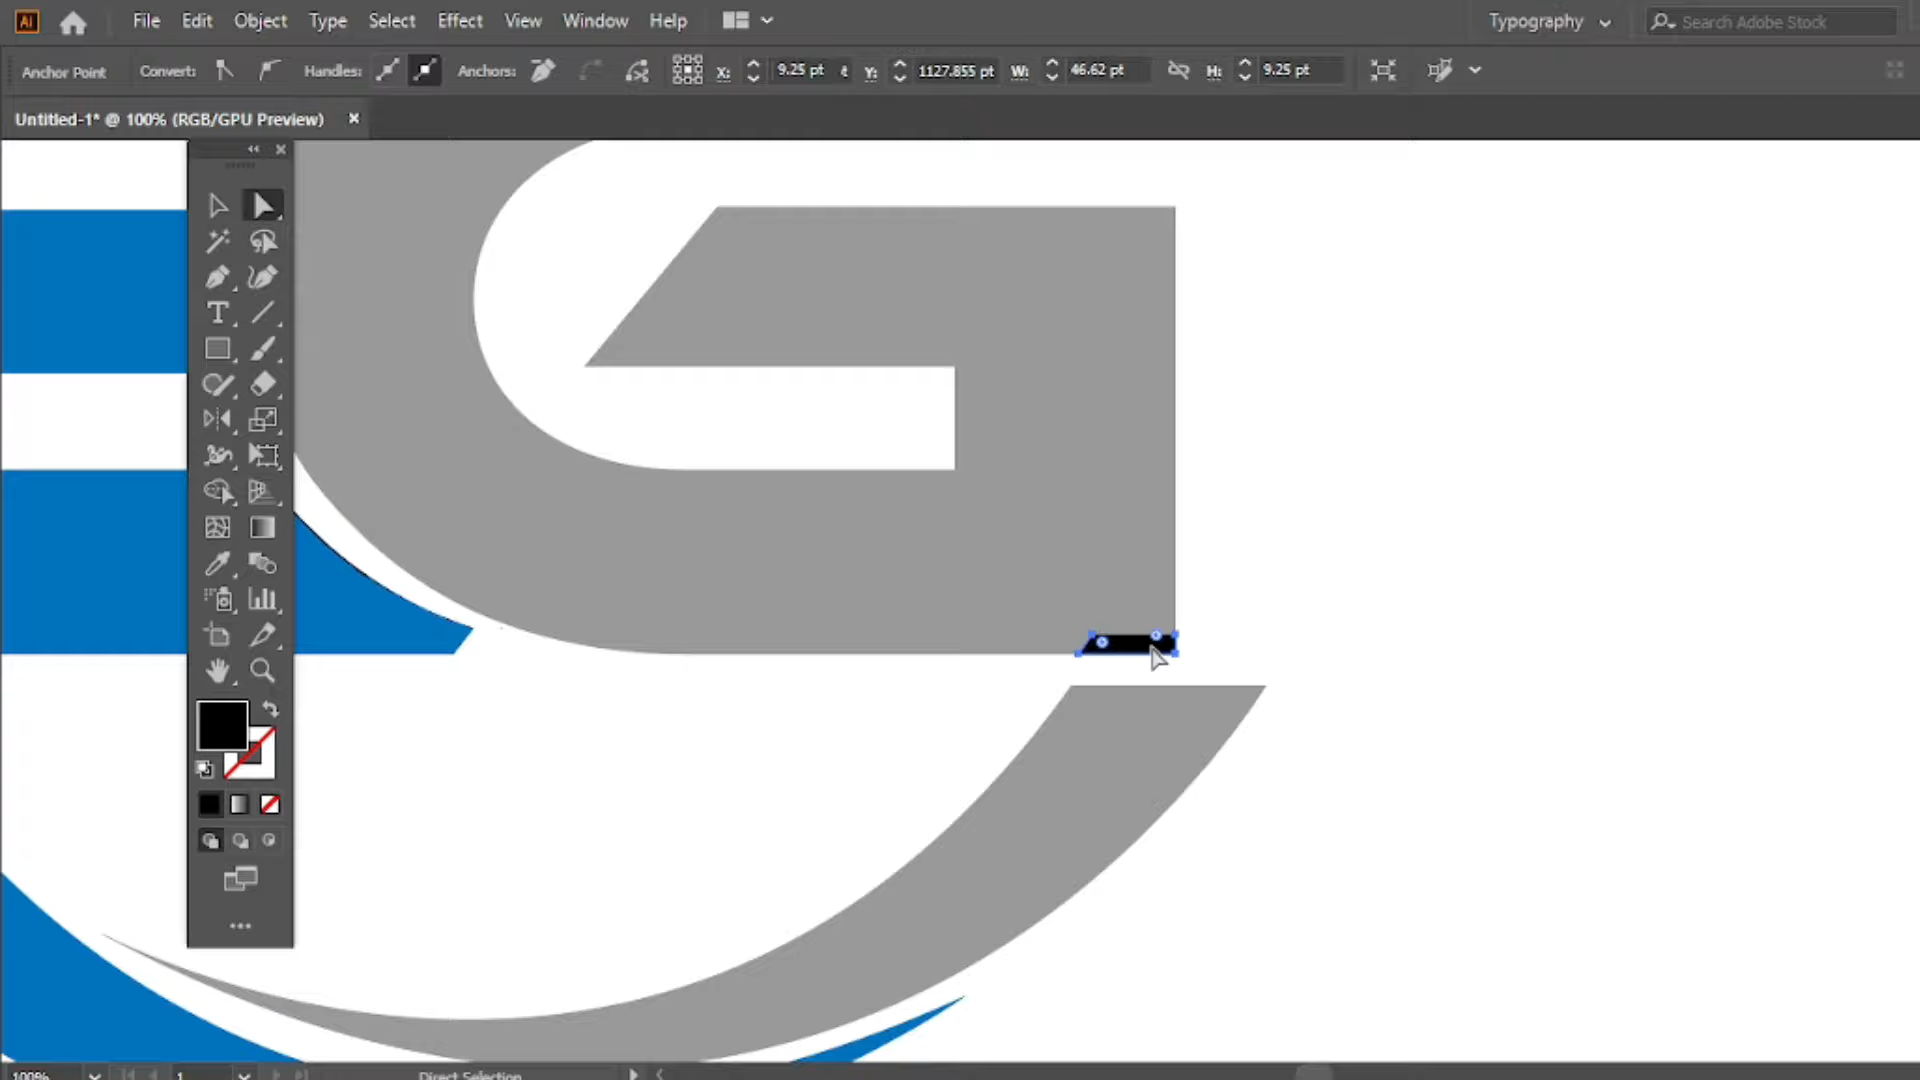 Ai File Edit Object Type Select Effect View Window Help Typography Search Adobe Stock
Anchor Point Convert: Handles: Anchors: X: 9.25 pt Y: 1127.855 pt W: 46.62 pt H: 9.25 pt
Untitled-1* @ 100% (RGB/GPU Preview) ×
T
100% 1 Direct Selection